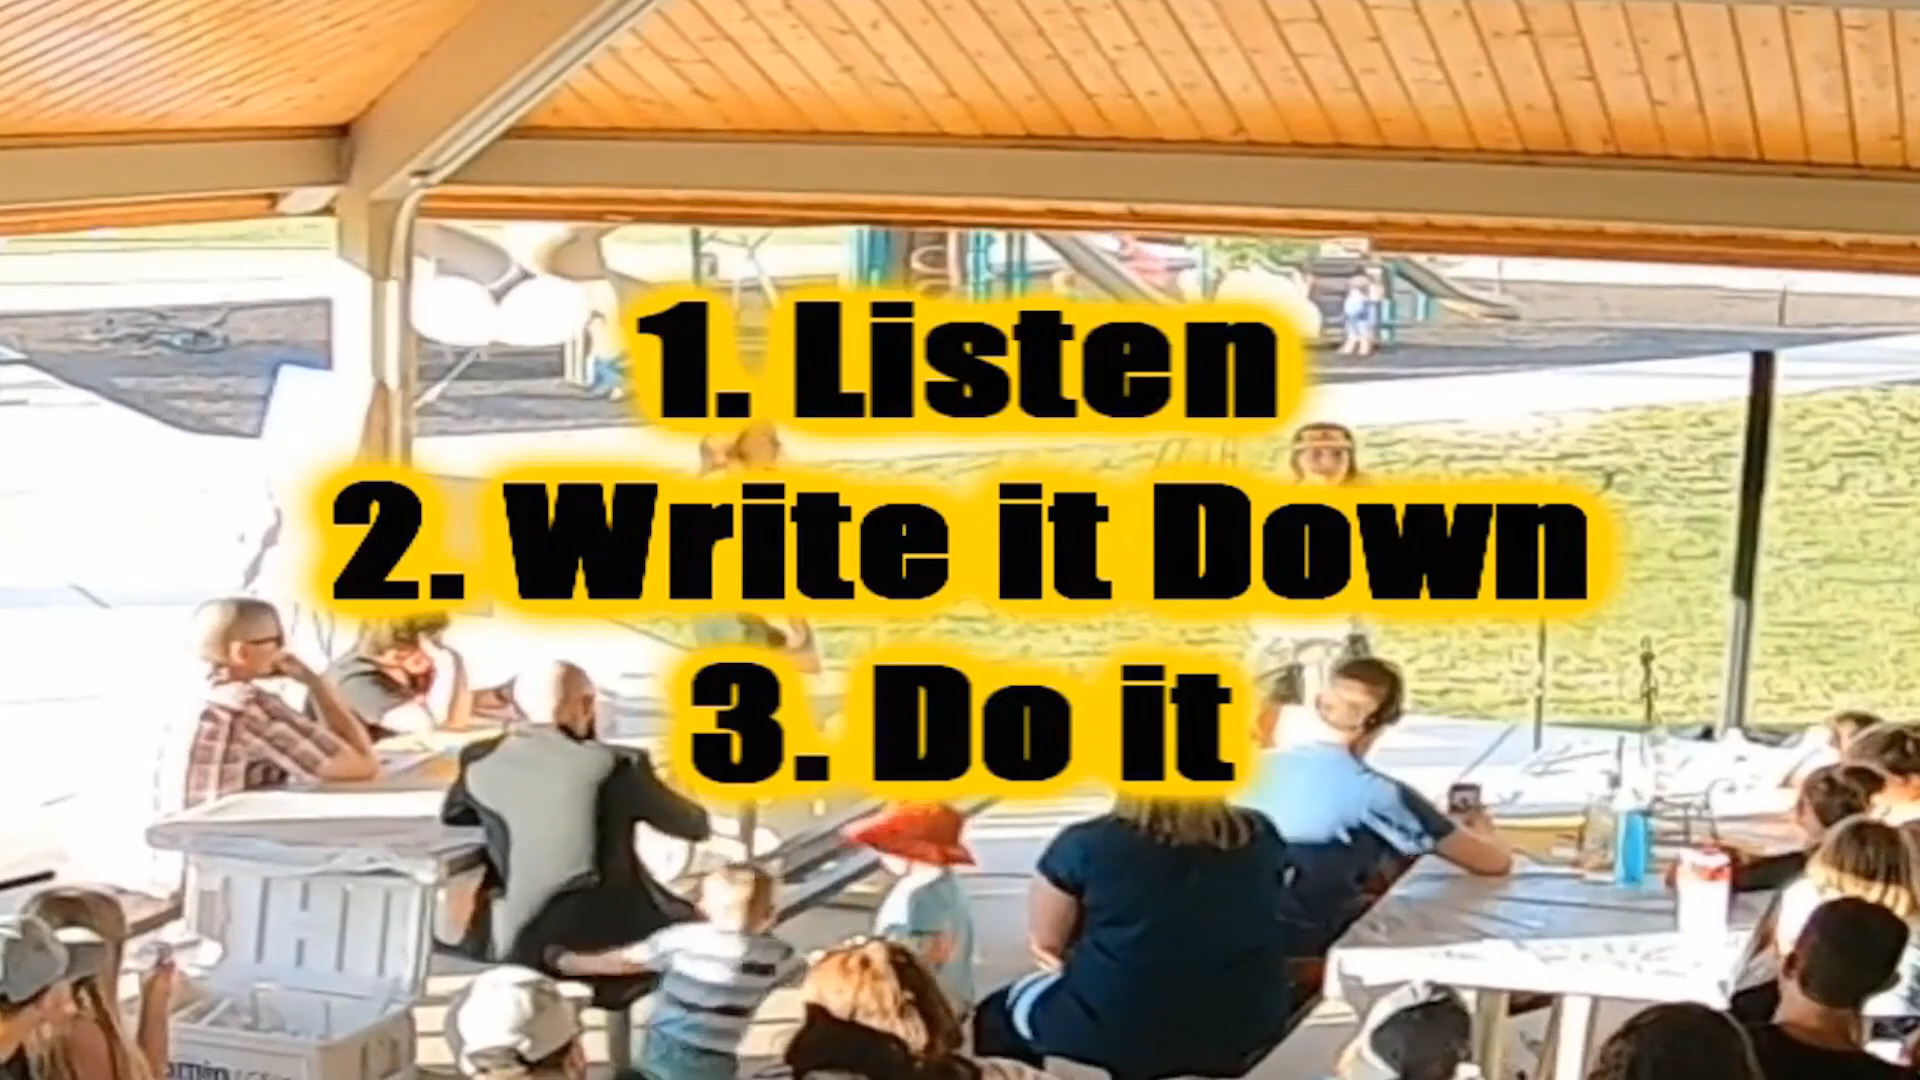 1. Listen
2. Write it Down
3. Do it